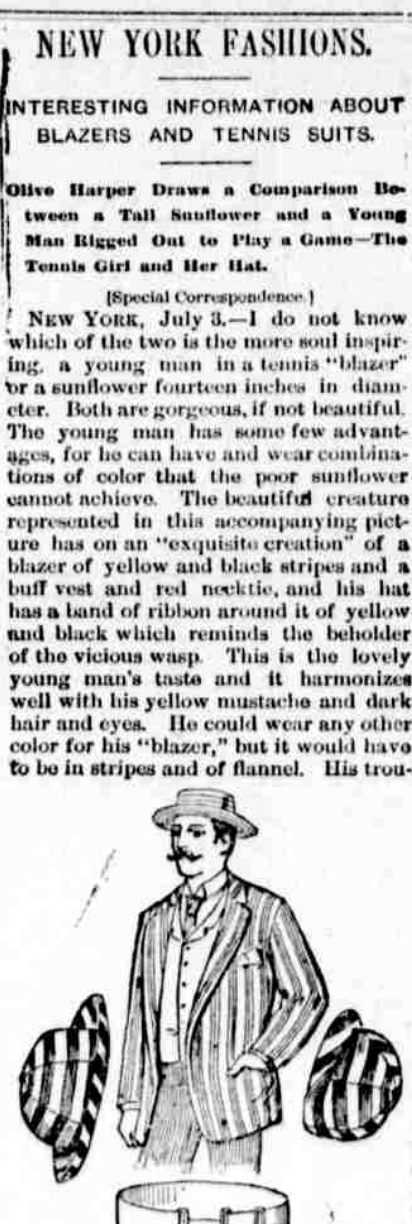 NEW YORK FASHIONS.
INTERESTING INFORMATION ABOUT
BLAZERS AND TENNIS SUITS.
Olive Harper Draws a Comparison Be-
tween a Tall Sunflower and a Young
Man Rigged Out to Play a Game—The
Tennis Girl and Her Hat.
[Special Correspondence.]
NEW YORK, July 3.—I do not know
which of the two is the more soul inspir-
ing, a young man in a tennis "blazer"
or a sunflower fourteen inches in diam-
eter. Both are gorgeous, if not beautiful.
The young man has some few advant-
ages, for he can have and wear combina-
tions of color that the poor sunflower
cannot achieve. The beautiful creature
represented in this accompanying pict-
ure has on an "exquisite creation" of a
blazer of yellow and black stripes and a
buff vest and red necktie, and his hat
has a band of ribbon around it of yellow
and black which reminds the beholder
of the vicious wasp. This is the lovely
young man's taste and it harmonizes
well with his yellow mustache and dark
hair and eyes. He could wear any other
color for his "blazer," but it would have
to be in stripes and of flannel. His trou-